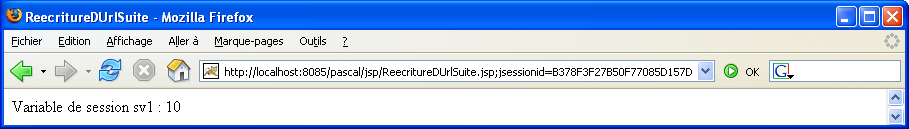 ReecritureDUrlSuite - Mozilla Firefox
Fichier Edition Affichage Aller à Marque-pages Outils ?
http://localhost:8085/pascal/jsp/ReecritureDUrlSuite.jsp;jsessionid=B378F3F27B50F77085D157D OK G
Variable de session sv1 : 10